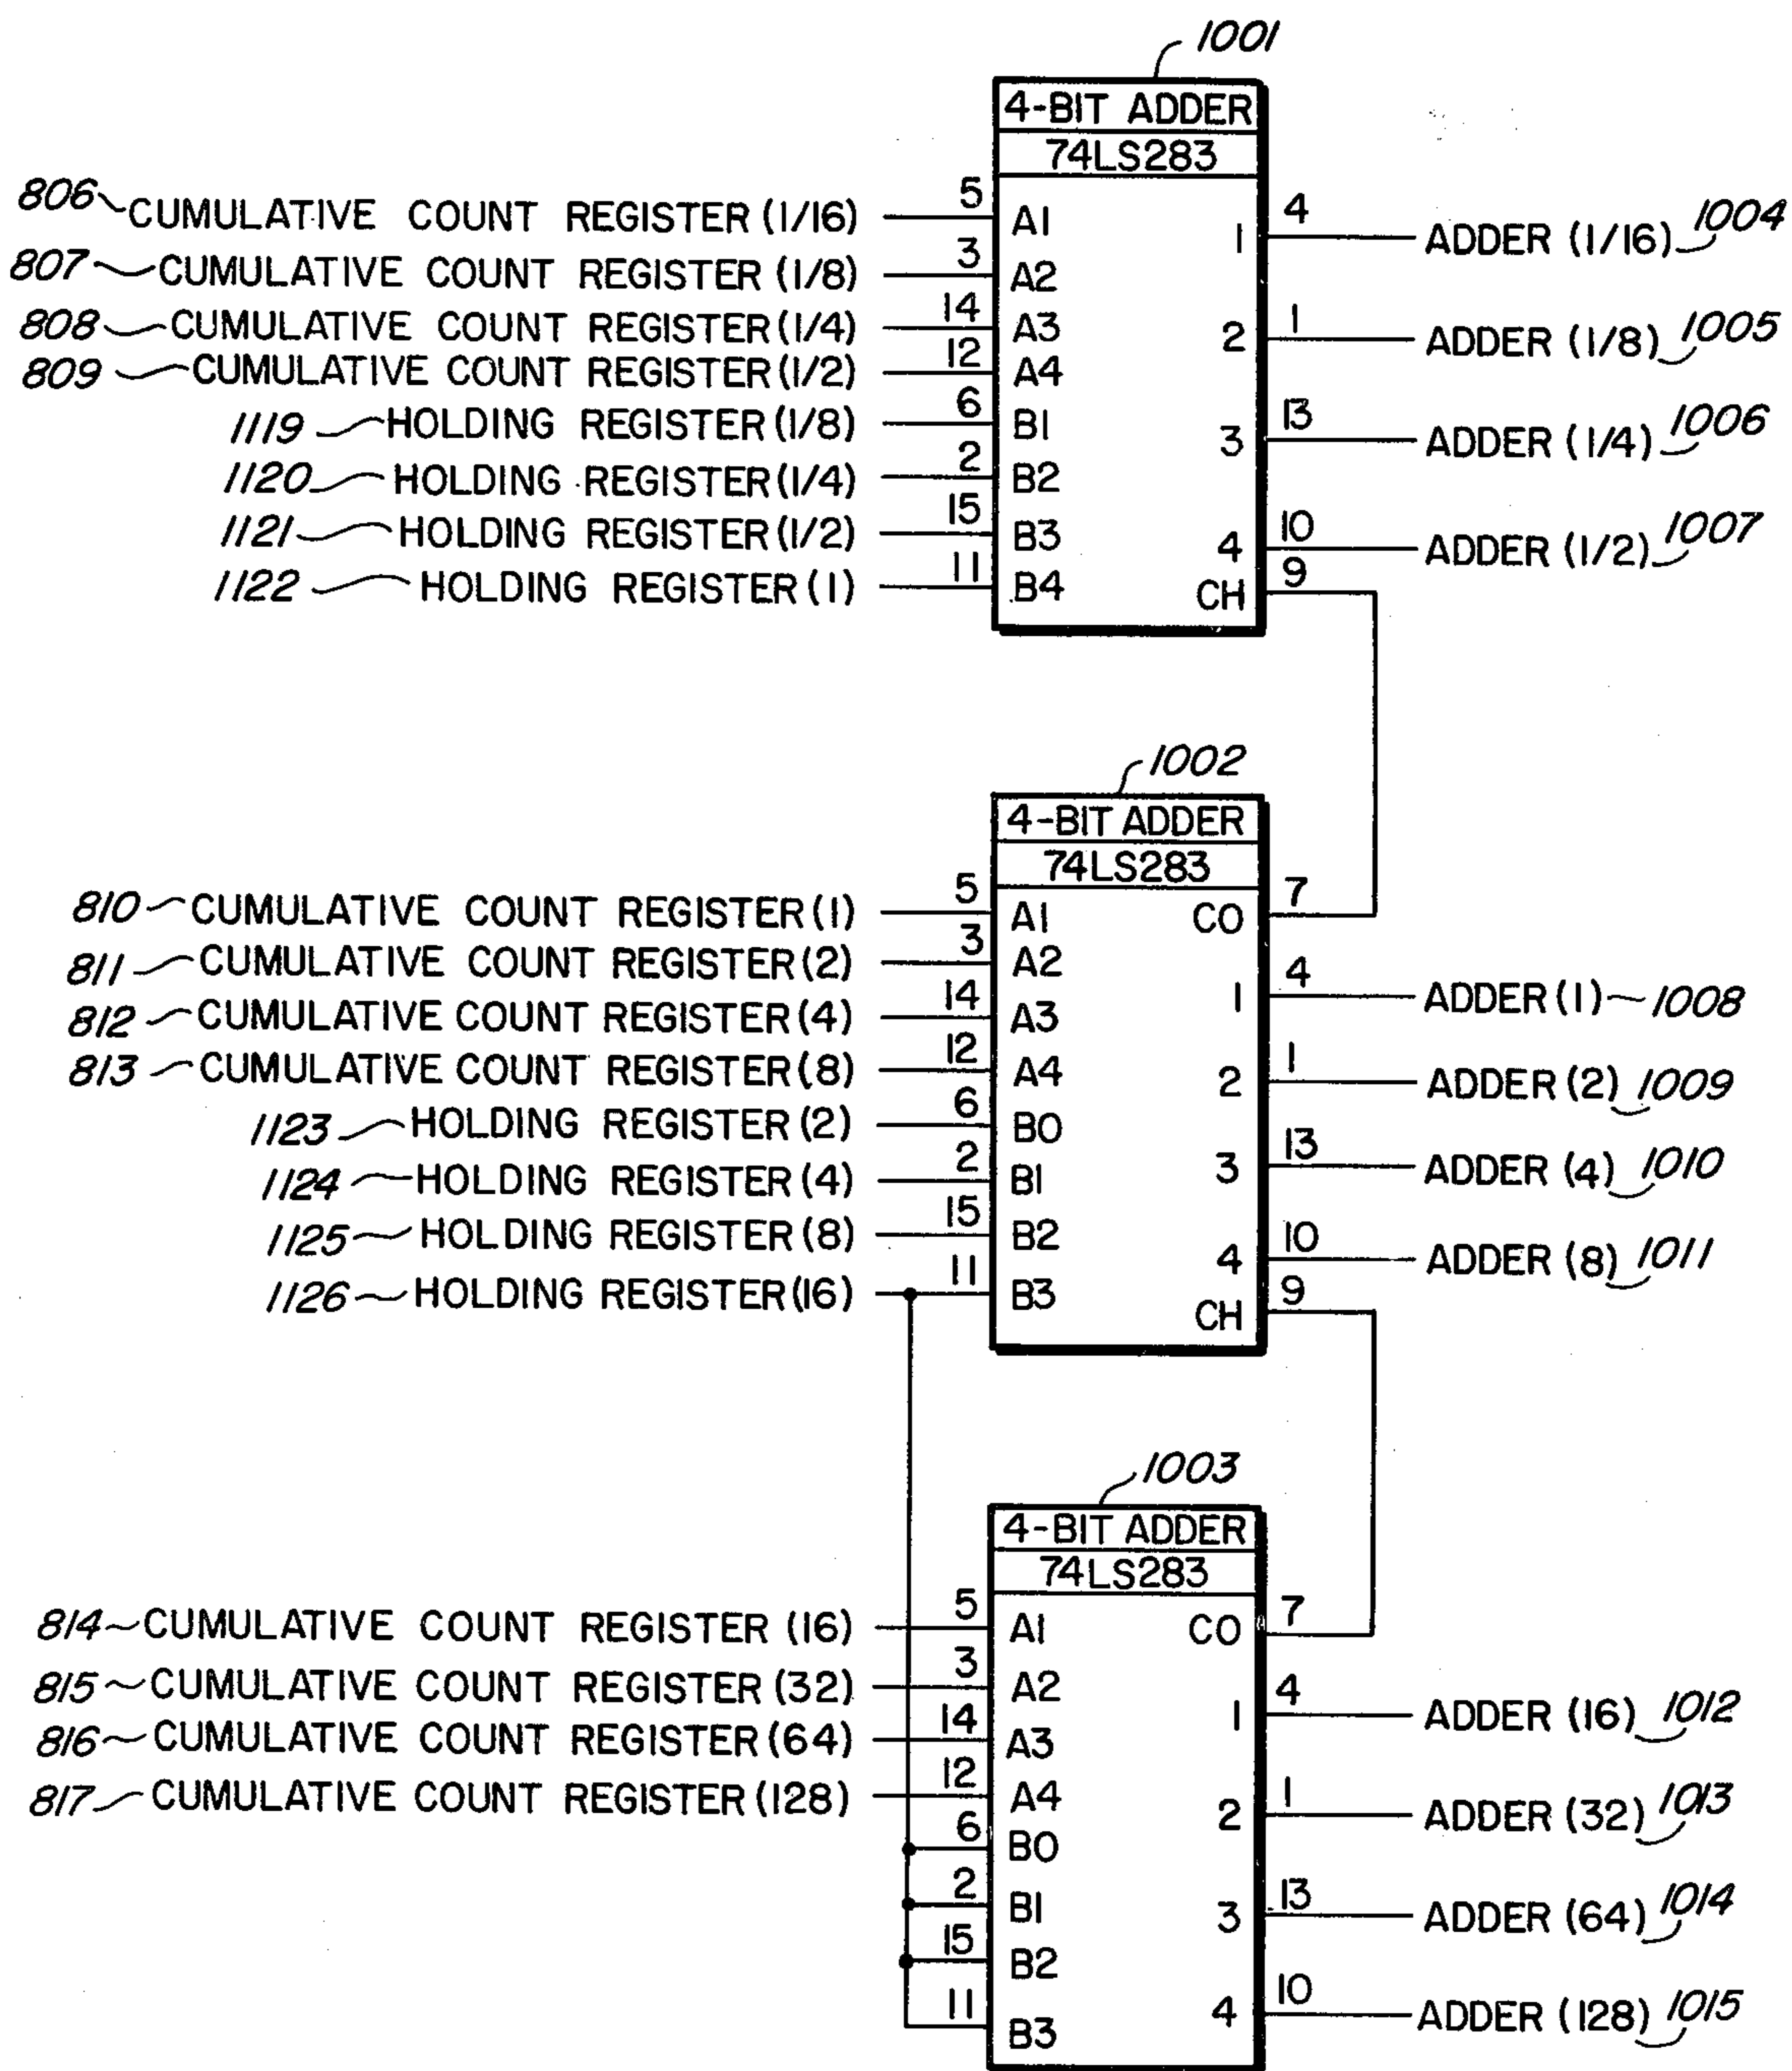 1001
4-BIT ADDER
74LS283
806 CUMULATIVE COUNT REGISTER (1/16) 5 A1
807 CUMULATIVE COUNT REGISTER (1/8) 3 A2
808 CUMULATIVE COUNT REGISTER (1/4) 14 A3
809 CUMULATIVE COUNT REGISTER (1/2) 12 A4
1119 HOLDING REGISTER (1/8) 6 B1
1120 HOLDING REGISTER (1/4) 2 B2
1121 HOLDING REGISTER (1/2) 15 B3
1122 HOLDING REGISTER (1) 11 B4
1 4 ADDER (1/16) 1004
2 1 ADDER (1/8) 1005
3 13 ADDER (1/4) 1006
4 10 ADDER (1/2) 1007
CH 9
1002
4-BIT ADDER
74LS283
810 CUMULATIVE COUNT REGISTER (1) 5 A1
811 CUMULATIVE COUNT REGISTER (2) 3 A2
812 CUMULATIVE COUNT REGISTER (4) 14 A3
813 CUMULATIVE COUNT REGISTER (8) 12 A4
1123 HOLDING REGISTER (2) 6 B0
1124 HOLDING REGISTER (4) 2 B1
1125 HOLDING REGISTER (8) 15 B2
1126 HOLDING REGISTER (16) 11 B3
CO 7
1 4 ADDER (1) 1008
2 1 ADDER (2) 1009
3 13 ADDER (4) 1010
4 10 ADDER (8) 1011
CH 9
1003
4-BIT ADDER
74LS283
814 CUMULATIVE COUNT REGISTER (16) 5 A1
815 CUMULATIVE COUNT REGISTER (32) 3 A2
816 CUMULATIVE COUNT REGISTER (64) 14 A3
817 CUMULATIVE COUNT REGISTER (128) 12 A4
6 B0
2 B1
15 B2
11 B3
CO 7
1 4 ADDER (16) 1012
2 1 ADDER (32) 1013
3 13 ADDER (64) 1014
4 10 ADDER (128) 1015